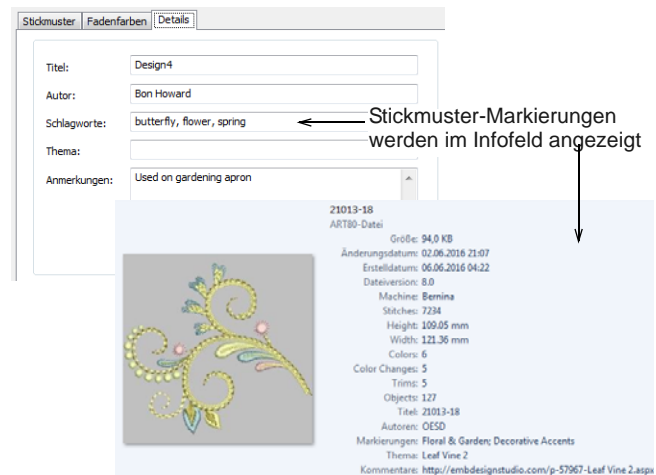 Stickmuster Fadenfarben Details
Titel: Design4
Autor: Bon Howard
Schlagworte: butterfly, flower, spring
Thema:
Anmerkungen: Used on gardening apron
Stickmuster-Markierungen
werden im Infofeld angezeigt
21013-18
ART80-Datei
Größe: 94,0 KB
Änderungsdatum: 02.06.2016 21:07
Erstelldatum: 06.06.2016 04:22
Dateiversion: 8.0
Machine: Bernina
Stitches: 7234
Height: 109.05 mm
Width: 121.36 mm
Colors: 6
Color Changes: 5
Trims: 5
Objects: 127
Titel: 21013-18
Autoren: OESD
Markierungen: Floral & Garden; Decorative Accents
Thema: Leaf Vine 2
Kommentare: http://embdesignstudio.com/p-57967-Leaf Vine 2.aspx